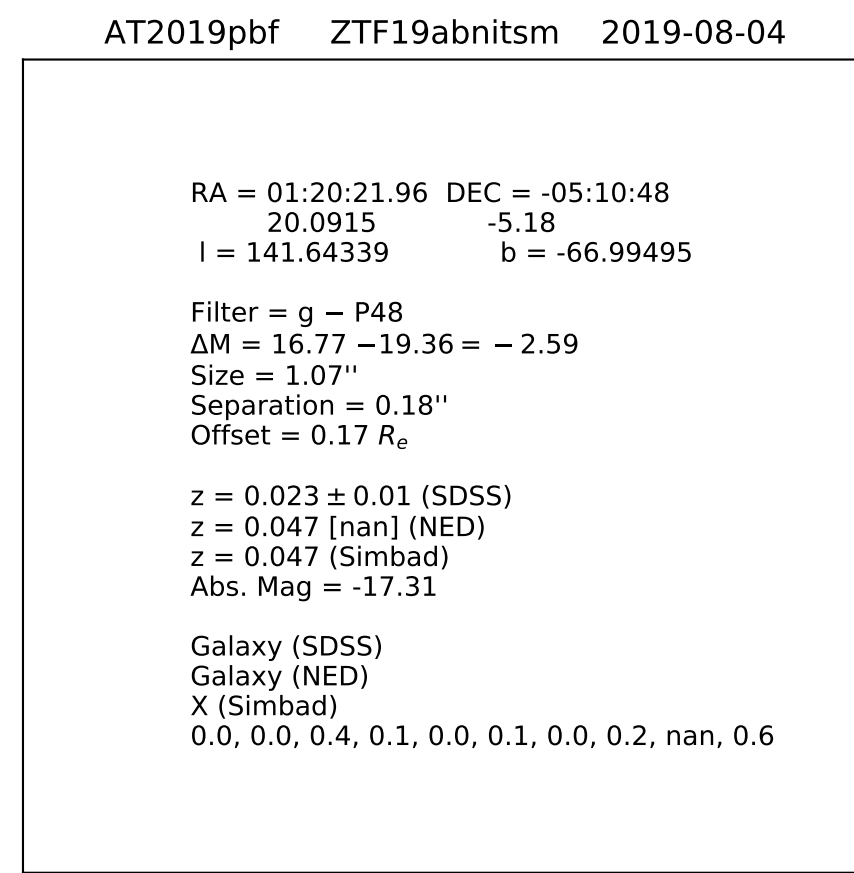 AT2019pbf ZTF19abnitsm 2019-08-04
RA = 01:20:21.96 DEC = -05:10:48
20.0915 -5.18
l = 141.64339 b = -66.99495
Filter = g − P48
ΔM = 16.77 −19.36 = − 2.59
Size = 1.07''
Separation = 0.18''
Offset = 0.17 Rₑ
z = 0.023 ± 0.01 (SDSS)
z = 0.047 [nan] (NED)
z = 0.047 (Simbad)
Abs. Mag = -17.31
Galaxy (SDSS)
Galaxy (NED)
X (Simbad)
0.0, 0.0, 0.4, 0.1, 0.0, 0.1, 0.0, 0.2, nan, 0.6